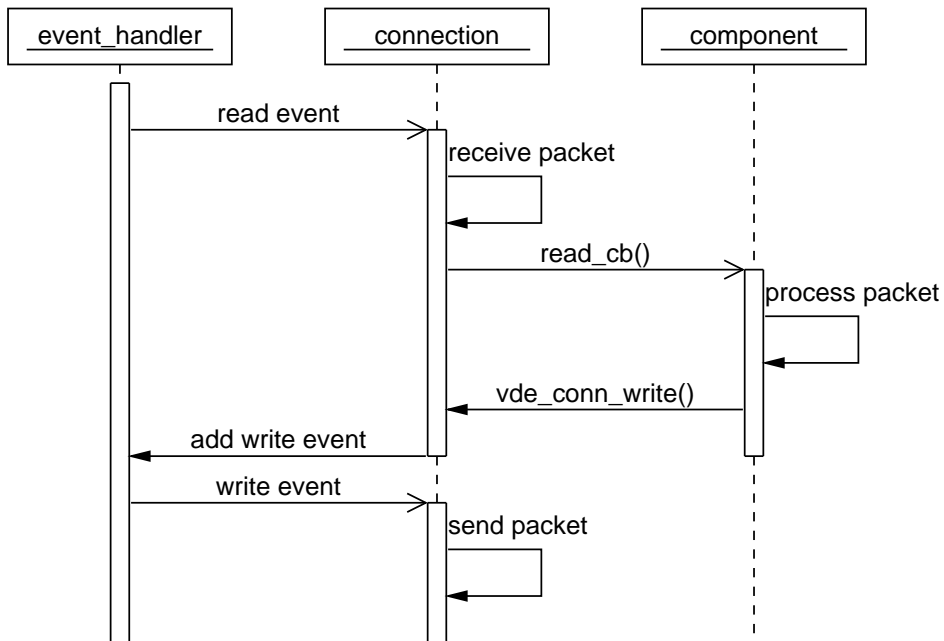 event_handler
connection
component
read event
receive packet
read_cb()
process packet
vde_conn_write()
add write event
write event
send packet